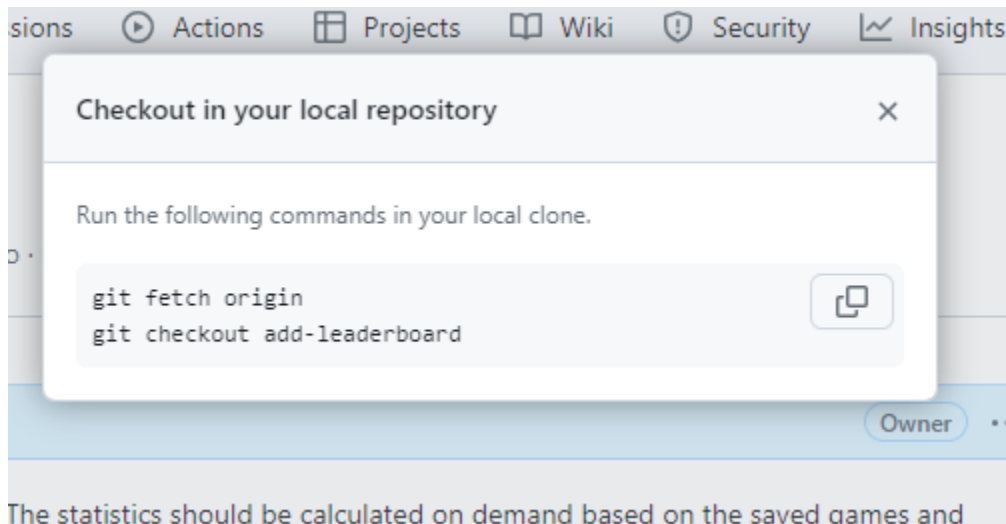 Actions Projects Wiki Security Insights
Checkout in your local repository
Run the following commands in your local clone.
git fetch origin
git checkout add-leaderboard
Owner
The statistics should be calculated on demand based on the saved games and